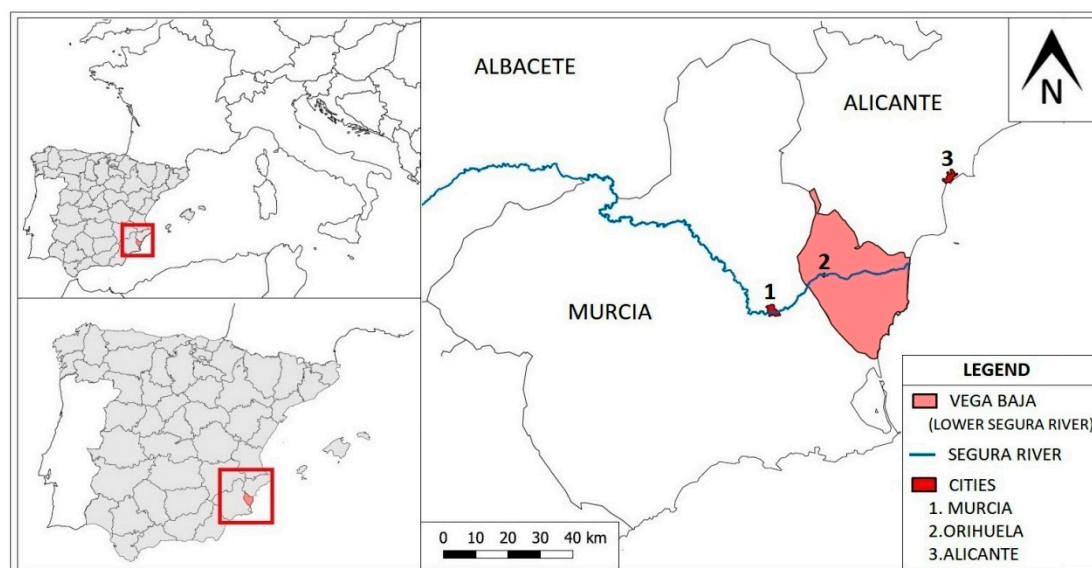 ALBACETE
ALICANTE
N
3
2
1
MURCIA
LEGEND
VEGA BAJA
(LOWER SEGURA RIVER)
SEGURA RIVER
CITIES
1. MURCIA
2.ORIHUELA
3.ALICANTE
0 10 20 30 40 km